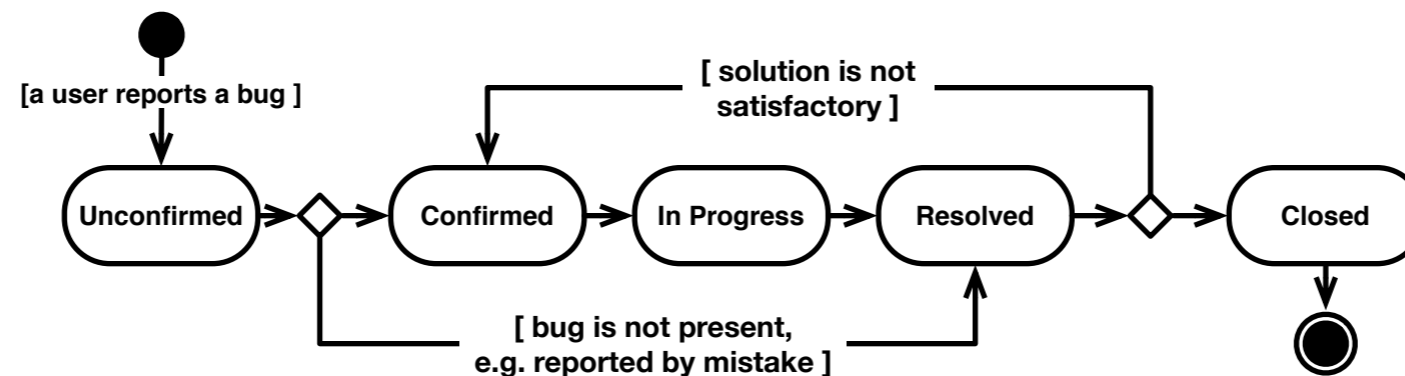 [a user reports a bug ]
[ solution is not
satisfactory ]
Unconfirmed
Confirmed
In Progress
Resolved
Closed
[ bug is not present,
e.g. reported by mistake ]